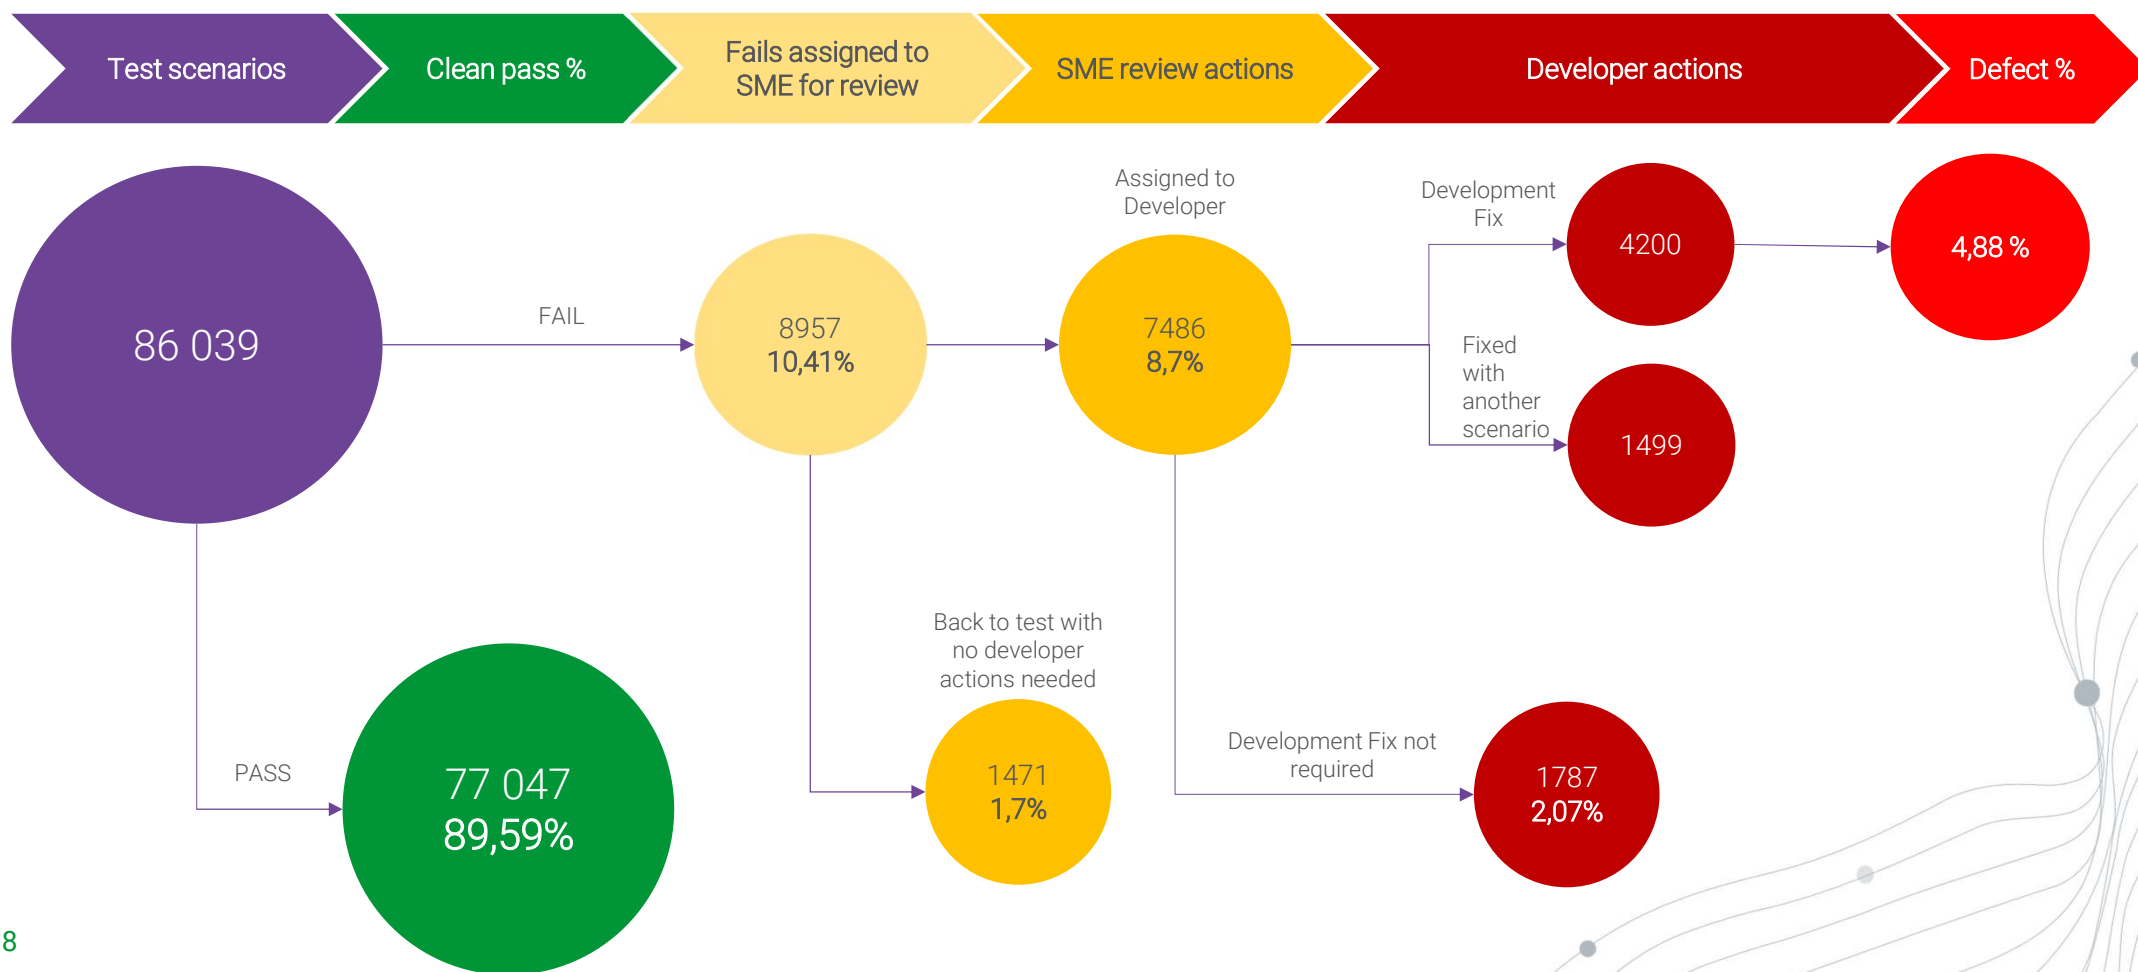 Test scenarios
Clean pass %
Fails assigned to
SME for review
SME review actions
Developer actions
Defect %
86 039
FAIL
PASS
77 047
89,59%
8957
10,41%
Assigned to
Developer
7486
8,7%
Back to test with
no developer
actions needed
1471
1,7%
Development
Fix
4200
4,88 %
Fixed
with
another
scenario
1499
Development Fix not
required
1787
2,07%
8